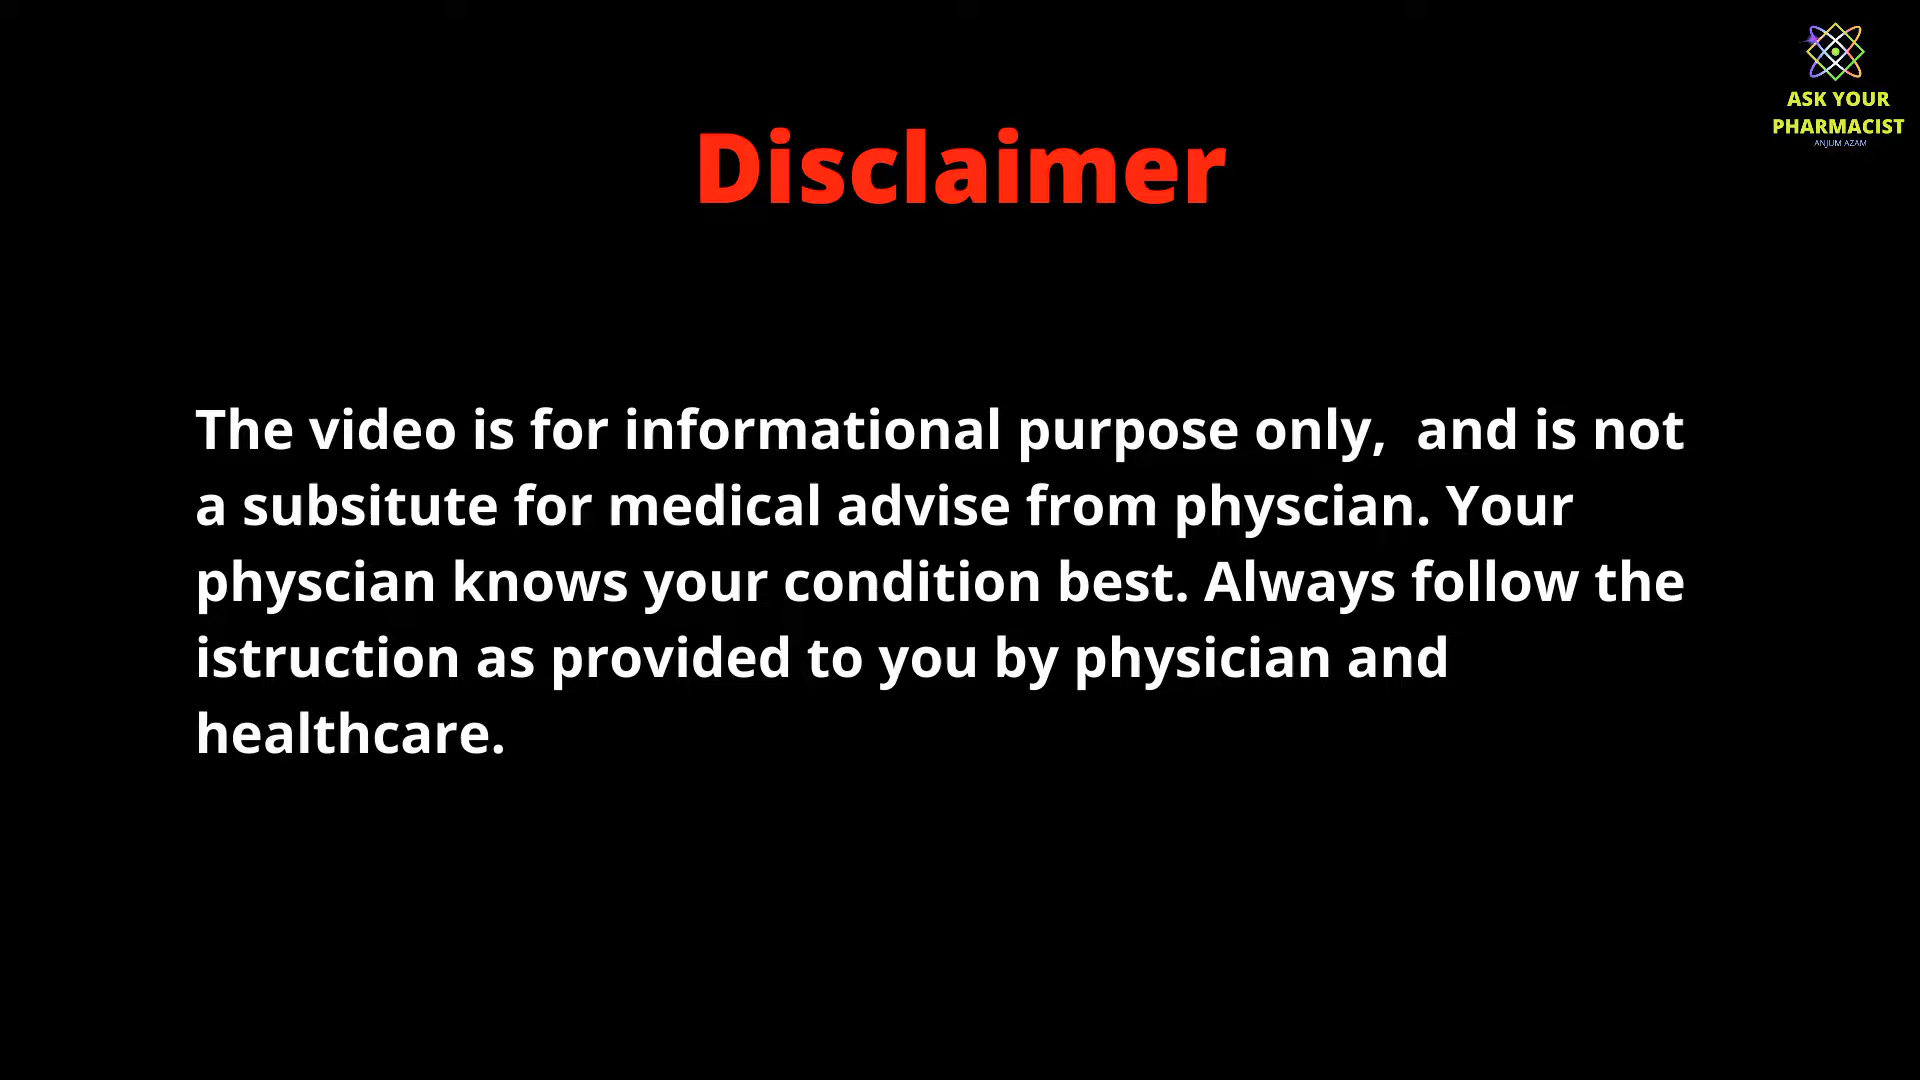 ASK YOUR
PHARMACIST
ANJUM AZAM
Disclaimer
The video is for informational purpose only,  and is not
a subsitute for medical advise from physcian. Your
physcian knows your condition best. Always follow the
istruction as provided to you by physician and
healthcare.